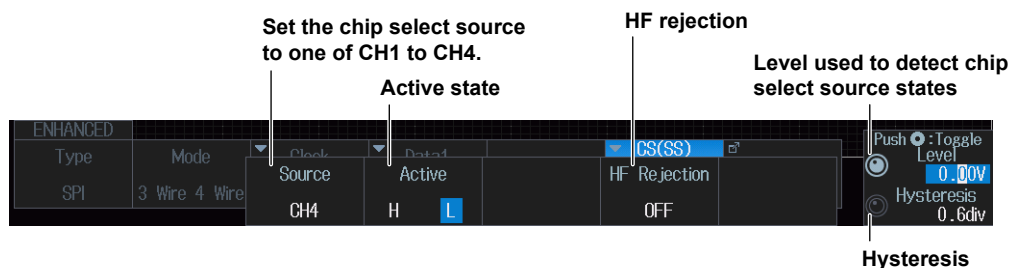 Set the chip select source
to one of CH1 to CH4.
HF rejection
Active state
Level used to detect chip
select source states
ENHANCED
Type
SPI
Mode
3 Wire 4 Wire
Clock
Data1
CS(SS)
Source
CH4
Active
H L
HF Rejection
OFF
Push :Toggle
Level
0.00V
Hysteresis
0.6div
Hysteresis